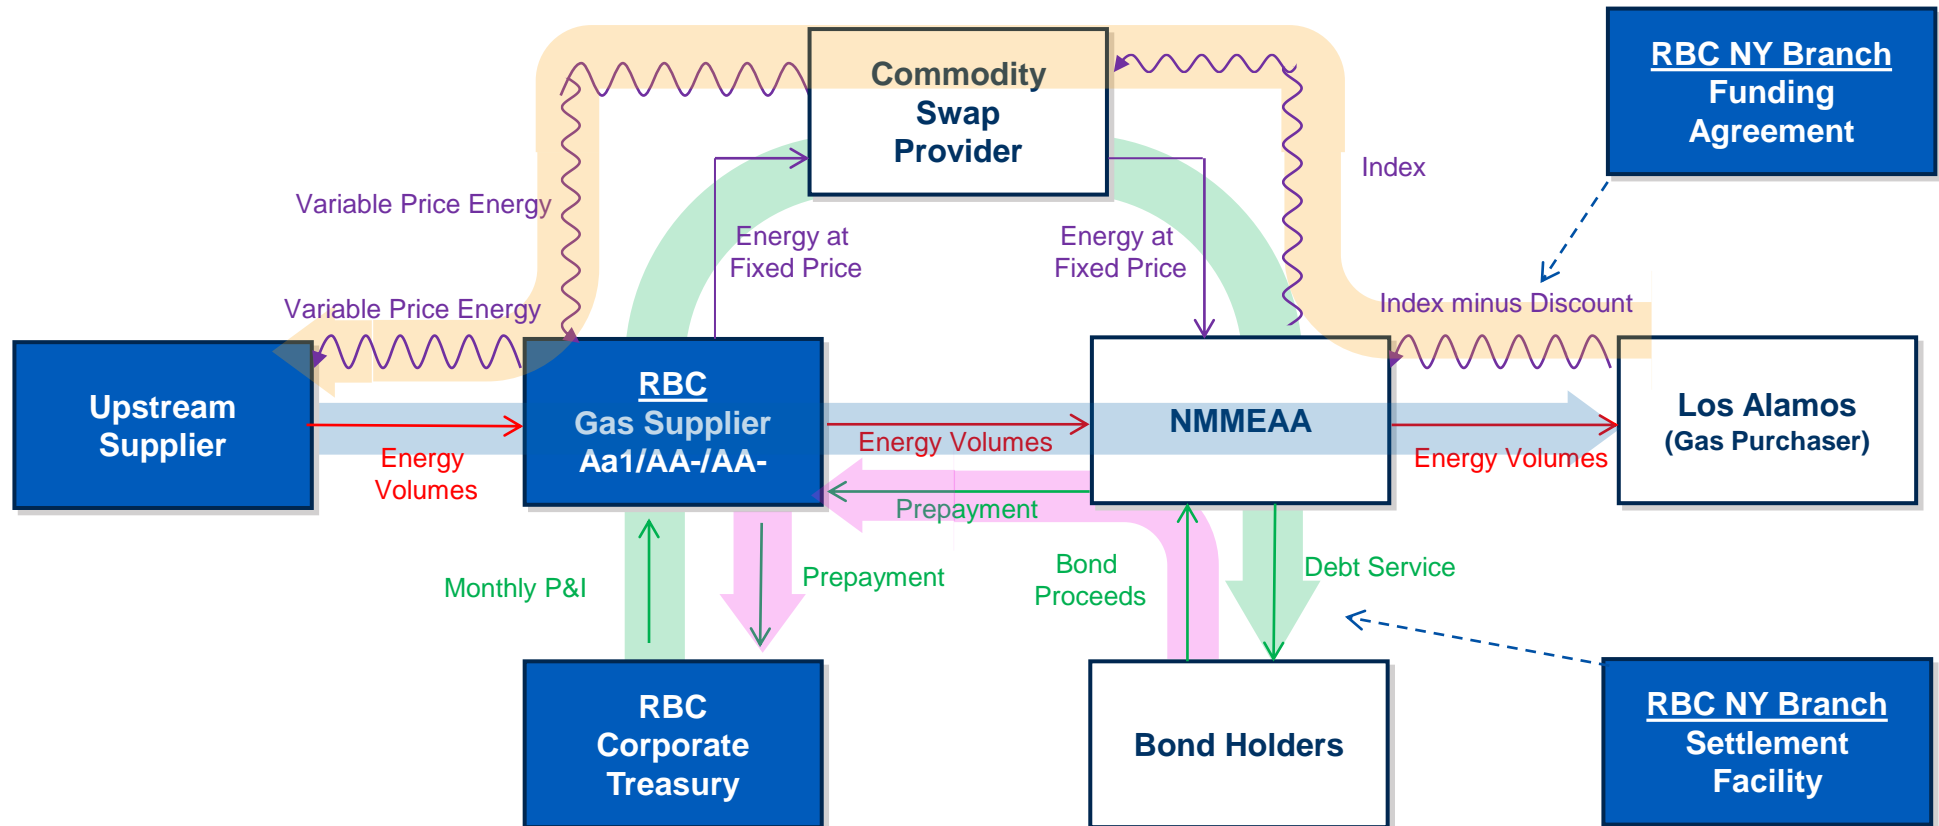 Commodity
Swap
Provider
RBC NY Branch
Funding
Agreement
Index
Variable Price Energy
Energy at
Fixed Price
Energy at
Fixed Price
Variable Price Energy
Index minus Discount
Upstream
Supplier
RBC
Gas Supplier
Aa1/AA-/AA-
NMMEAA
Los Alamos
(Gas Purchaser)
Energy
Volumes
Energy Volumes
Energy Volumes
Prepayment
Monthly P&I
Prepayment
Bond
Proceeds
Debt Service
RBC
Corporate
Treasury
Bond Holders
RBC NY Branch
Settlement
Facility